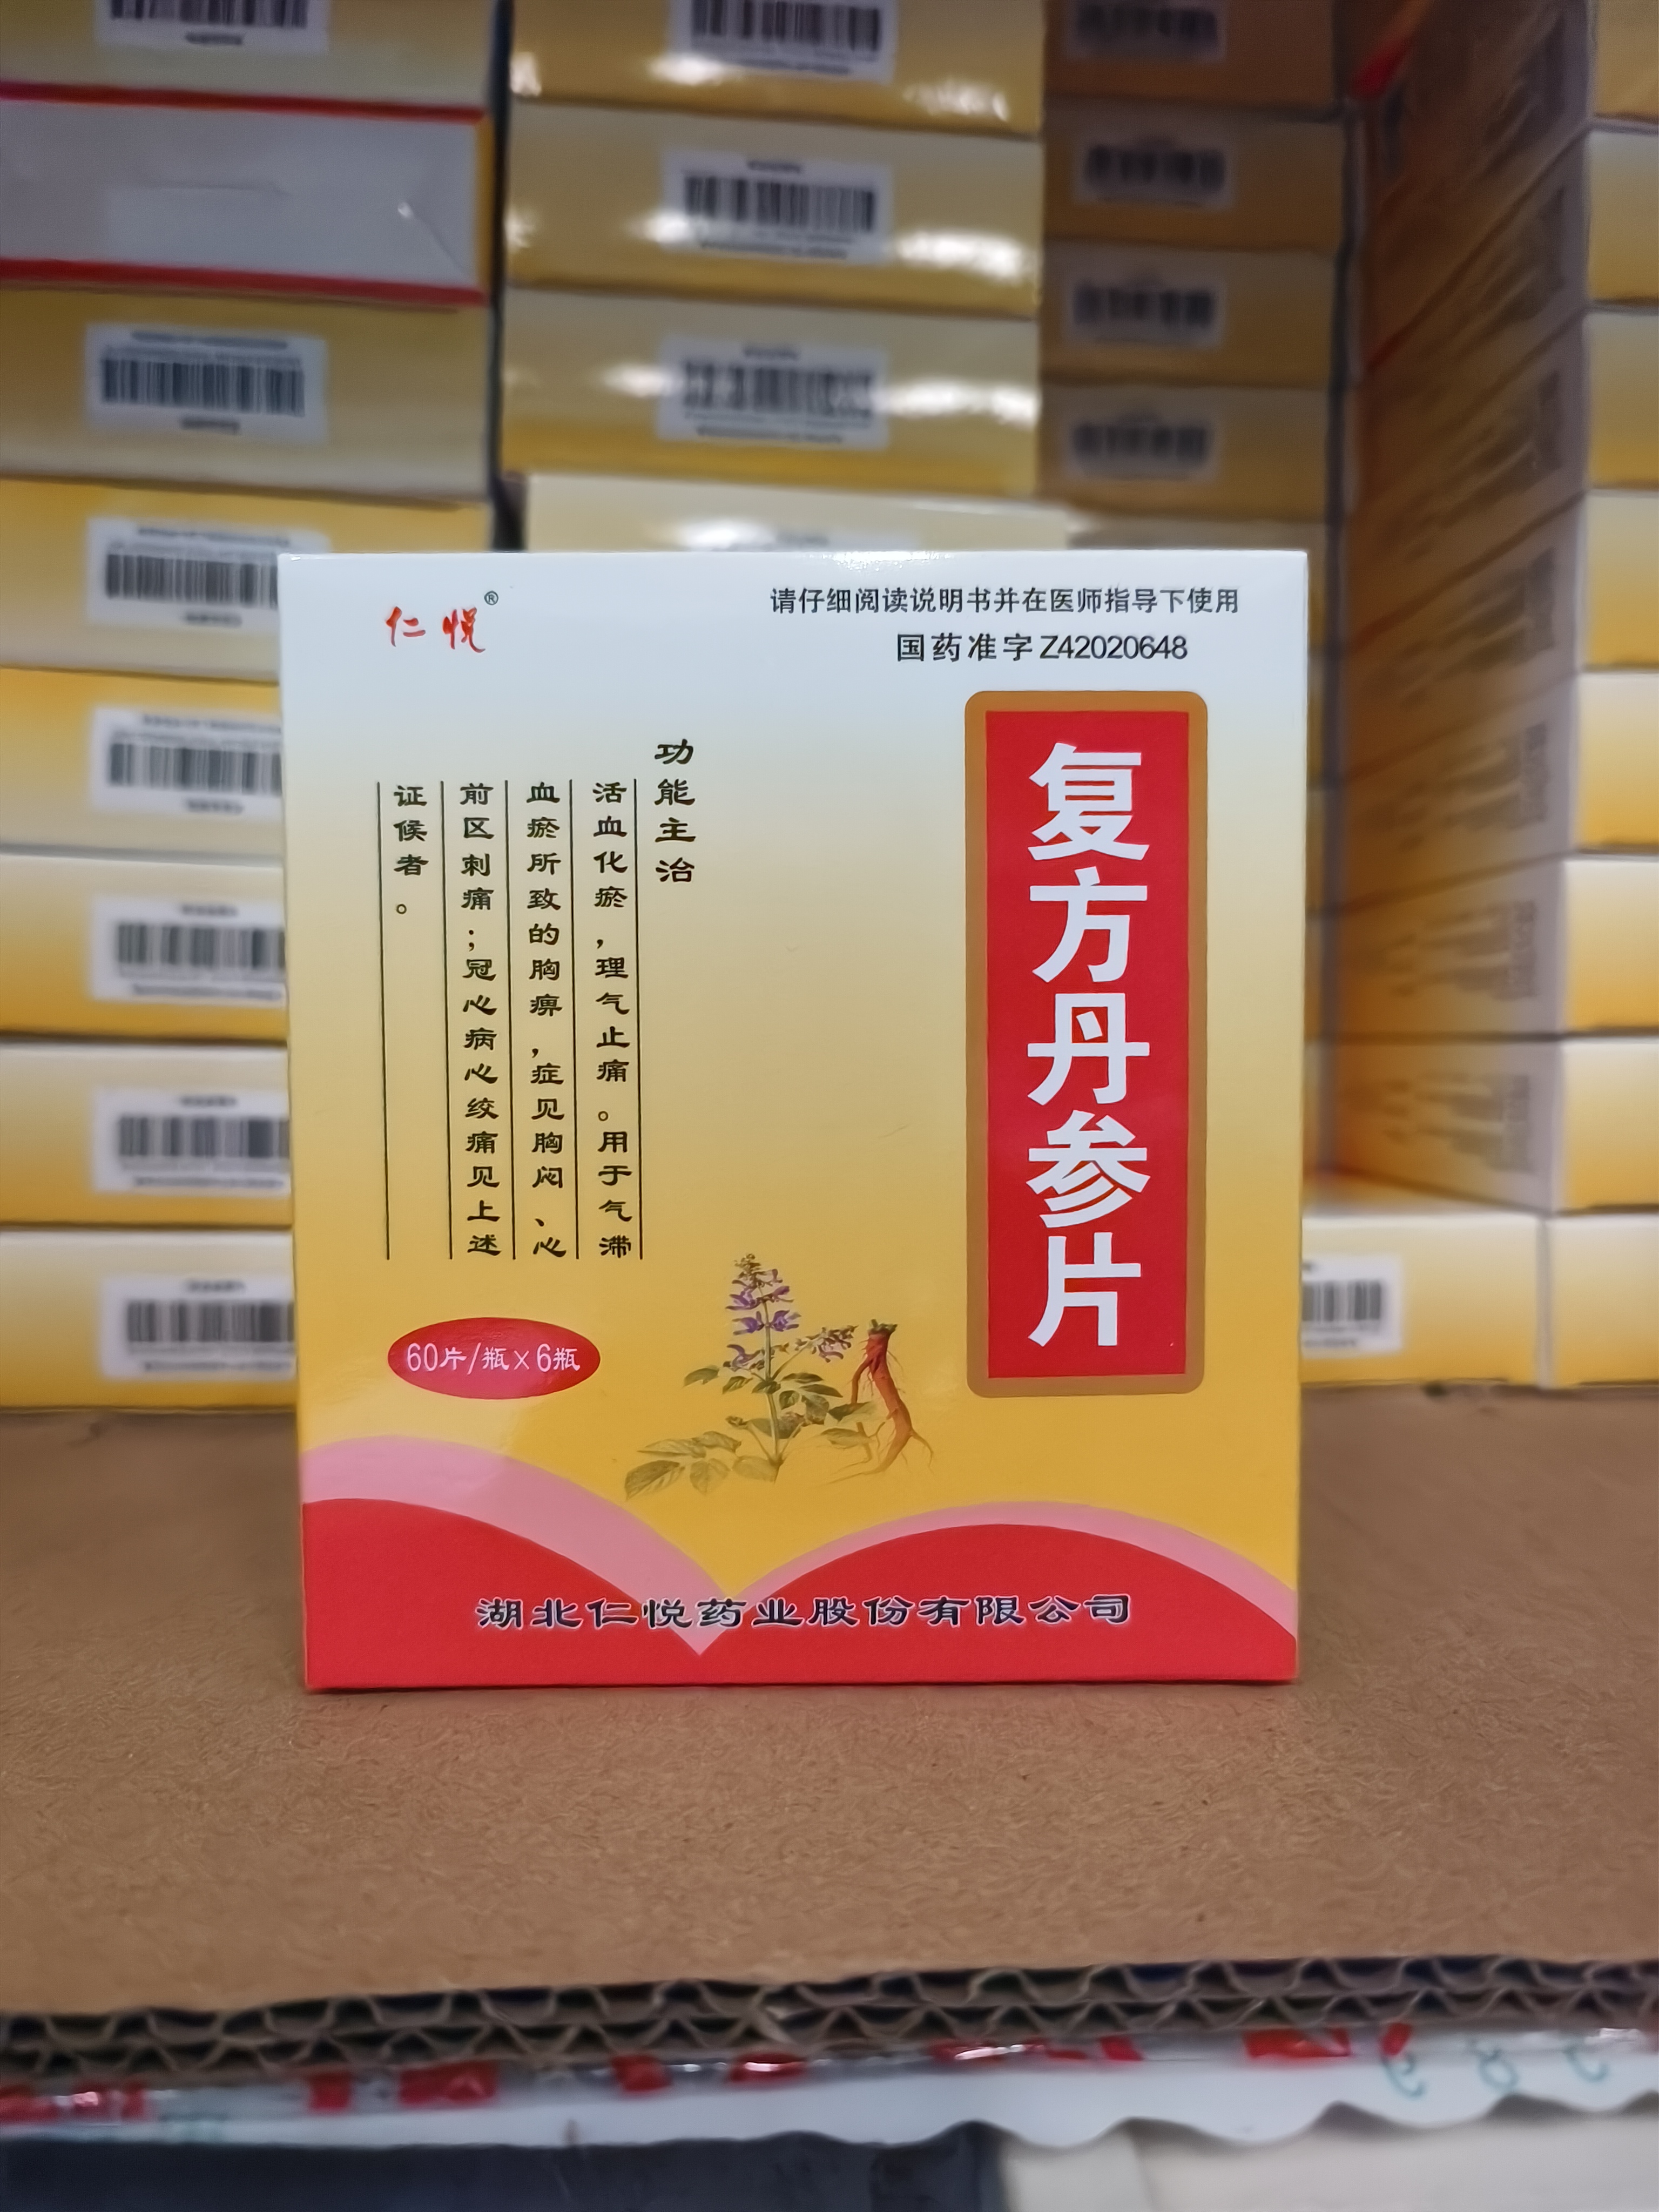 仁悦®
请仔细阅读说明书并在医师指导下使用
国药准字Z42020648
复方丹参片
功能主治
活血化瘀，理气止痛。用于气滞
血瘀所致的胸痹，症见胸闷、心
前区刺痛；冠心病心绞痛见上述
证候者。
60片/瓶×6瓶
湖北仁悦药业股份有限公司